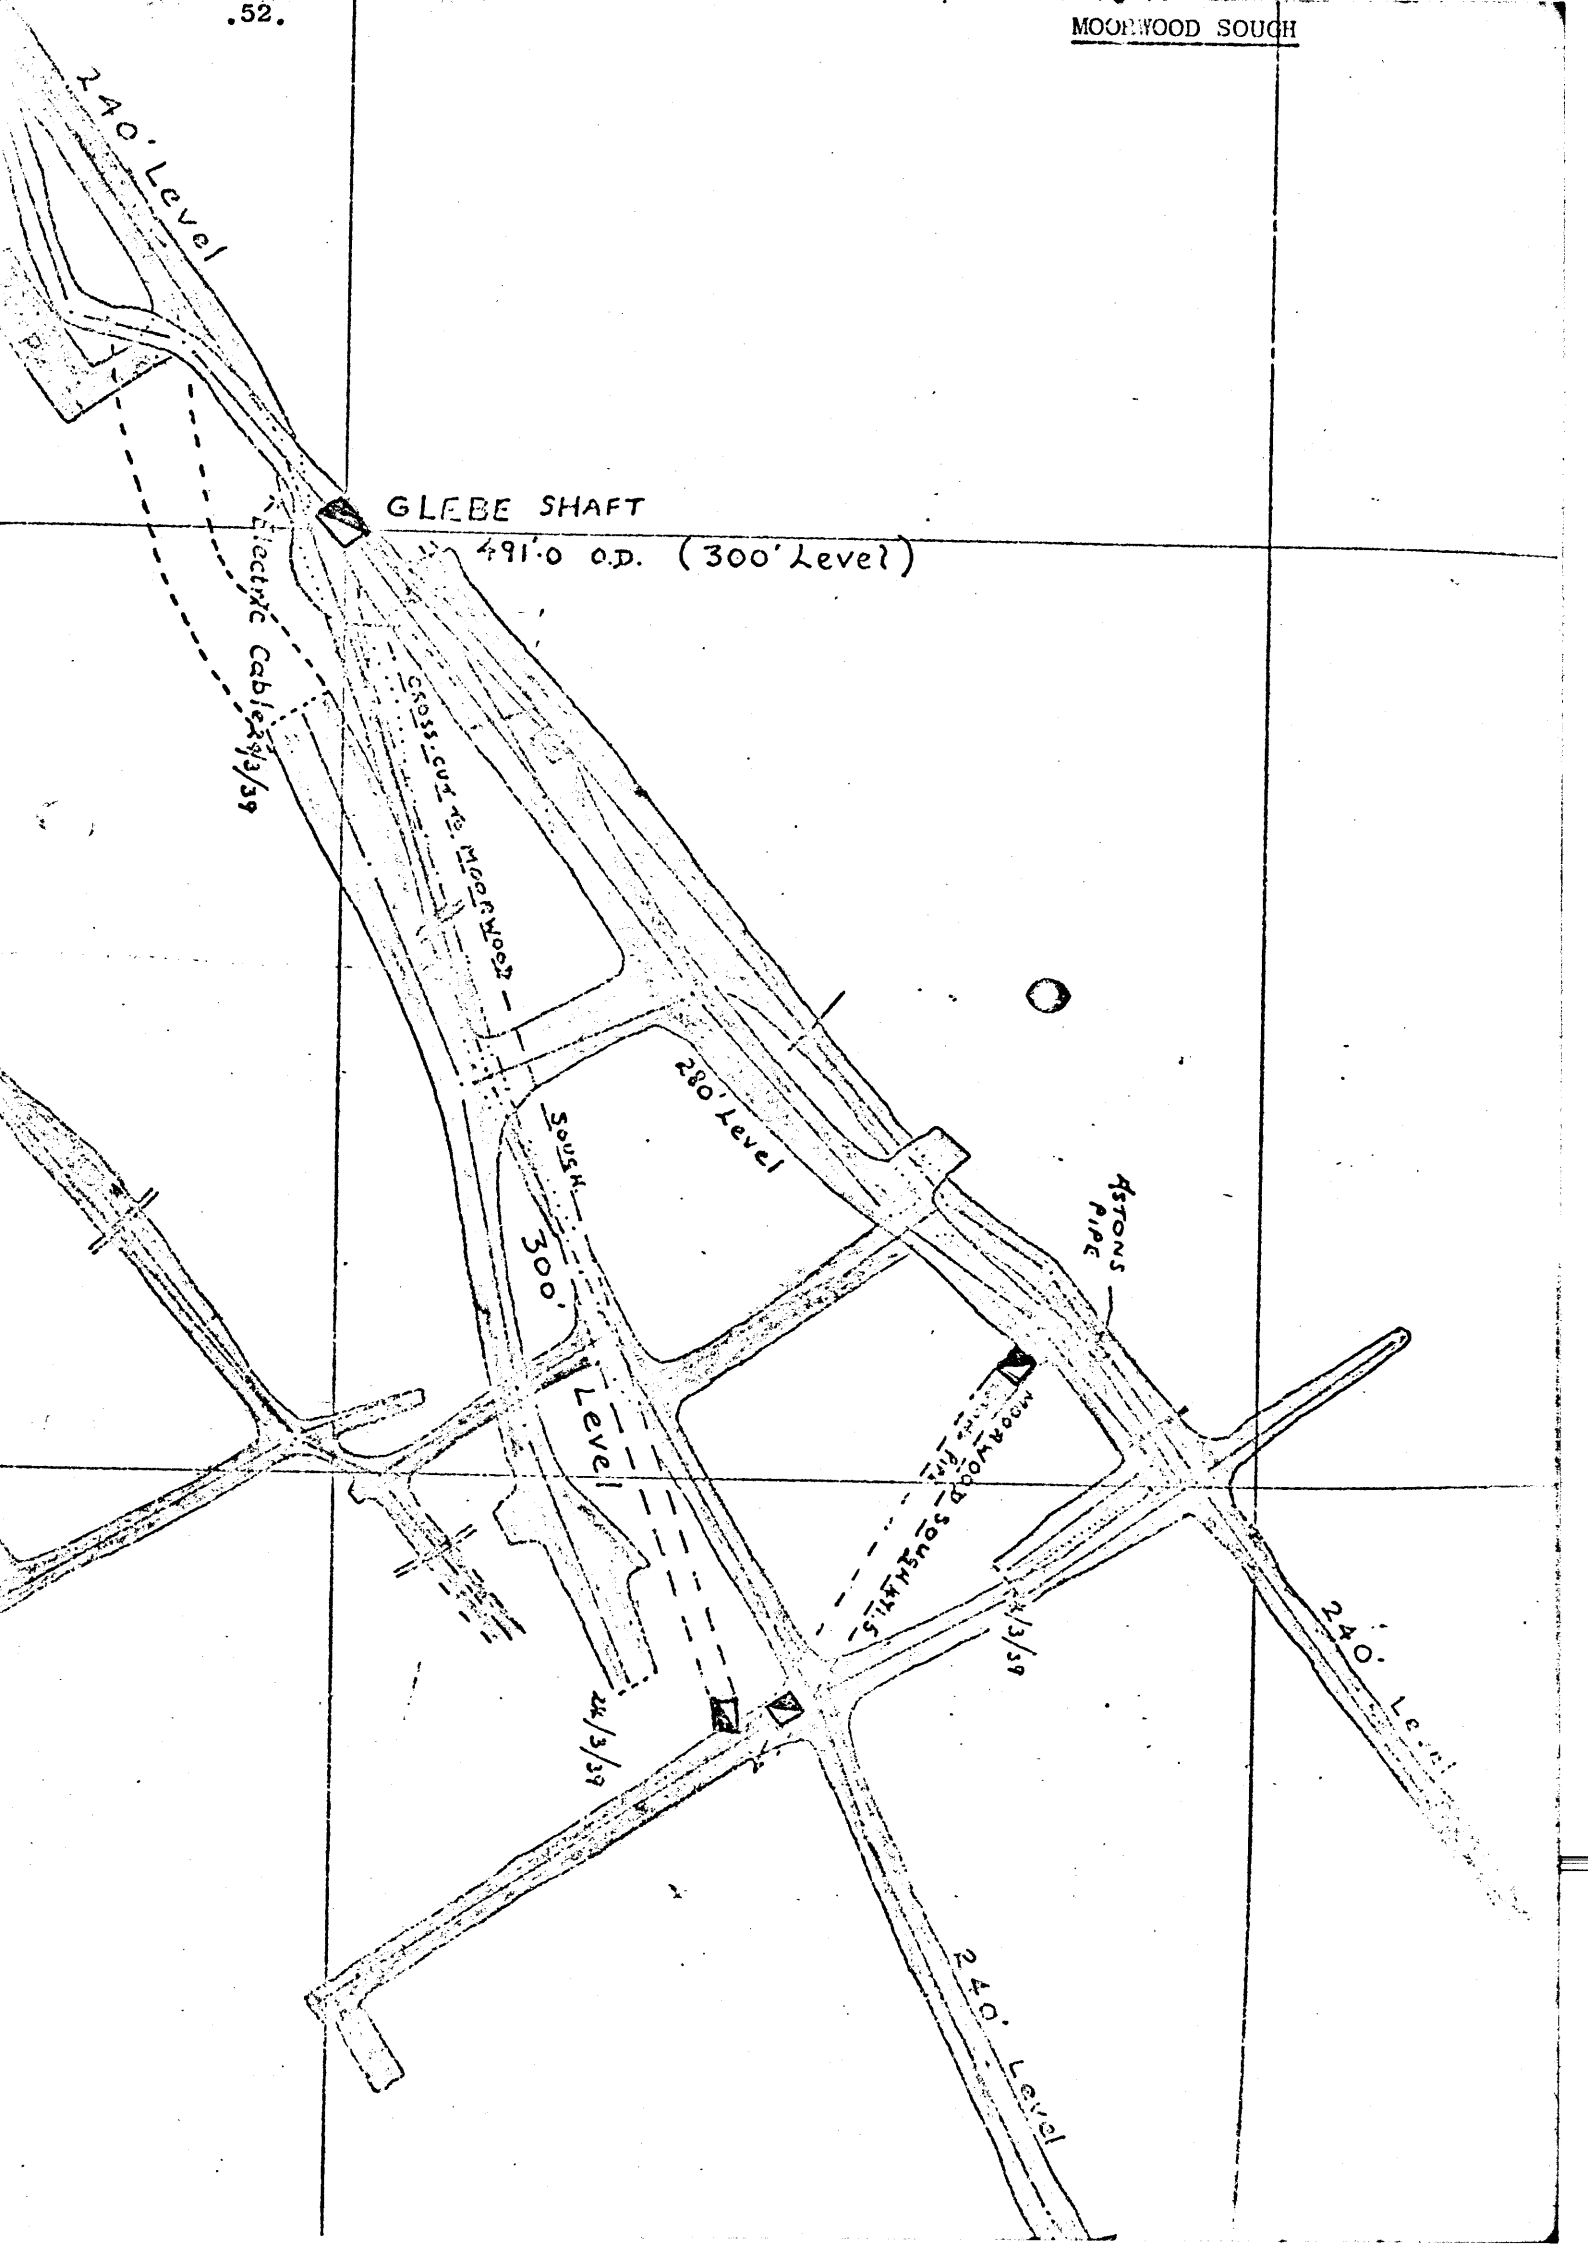 .52.
MOORWOOD SOUGH
240' Level
GLEBE SHAFT
491'.0 O.D. (300' Level)
Electric Cable
24/3/39
CROSS-CUT TO MOORWOOD
SOUGH
280' Level
300'
Level
ASTONS
PIPE
MOORWOOD SOUGH
PIPE
24/3/39
24/3/39
240' Level
240' Level